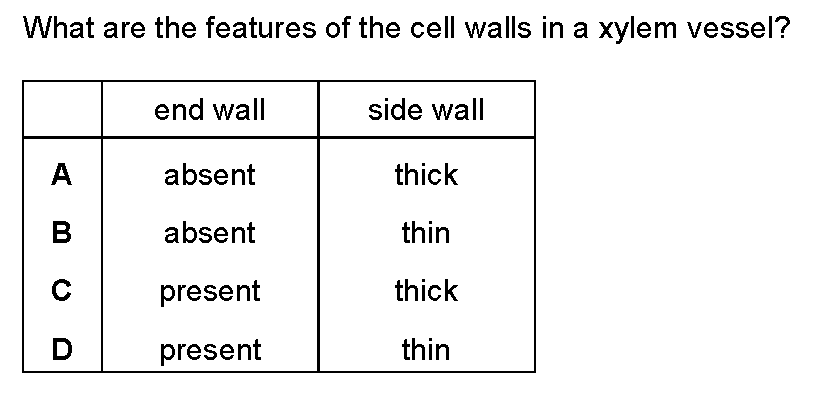 What are the features of the cell walls in a xylem vessel?
end wall side wall
A absent thick
B absent thin
C present thick
D present thin